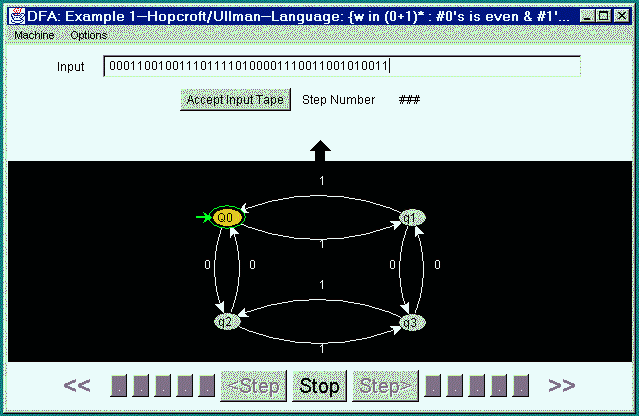 DFA: Example 1—Hopcroft/Ullman—Language: {w in (0+1)* : #0's is even & #1'...
Machine Options
Input 00011001001110111101000011110011001010011
Accept Input Tape Step Number ###
1
Q0 q1
1
0 0 0 0
1
q2 q3
1
<< . . . . . <Step Stop Step> . . . . . >>